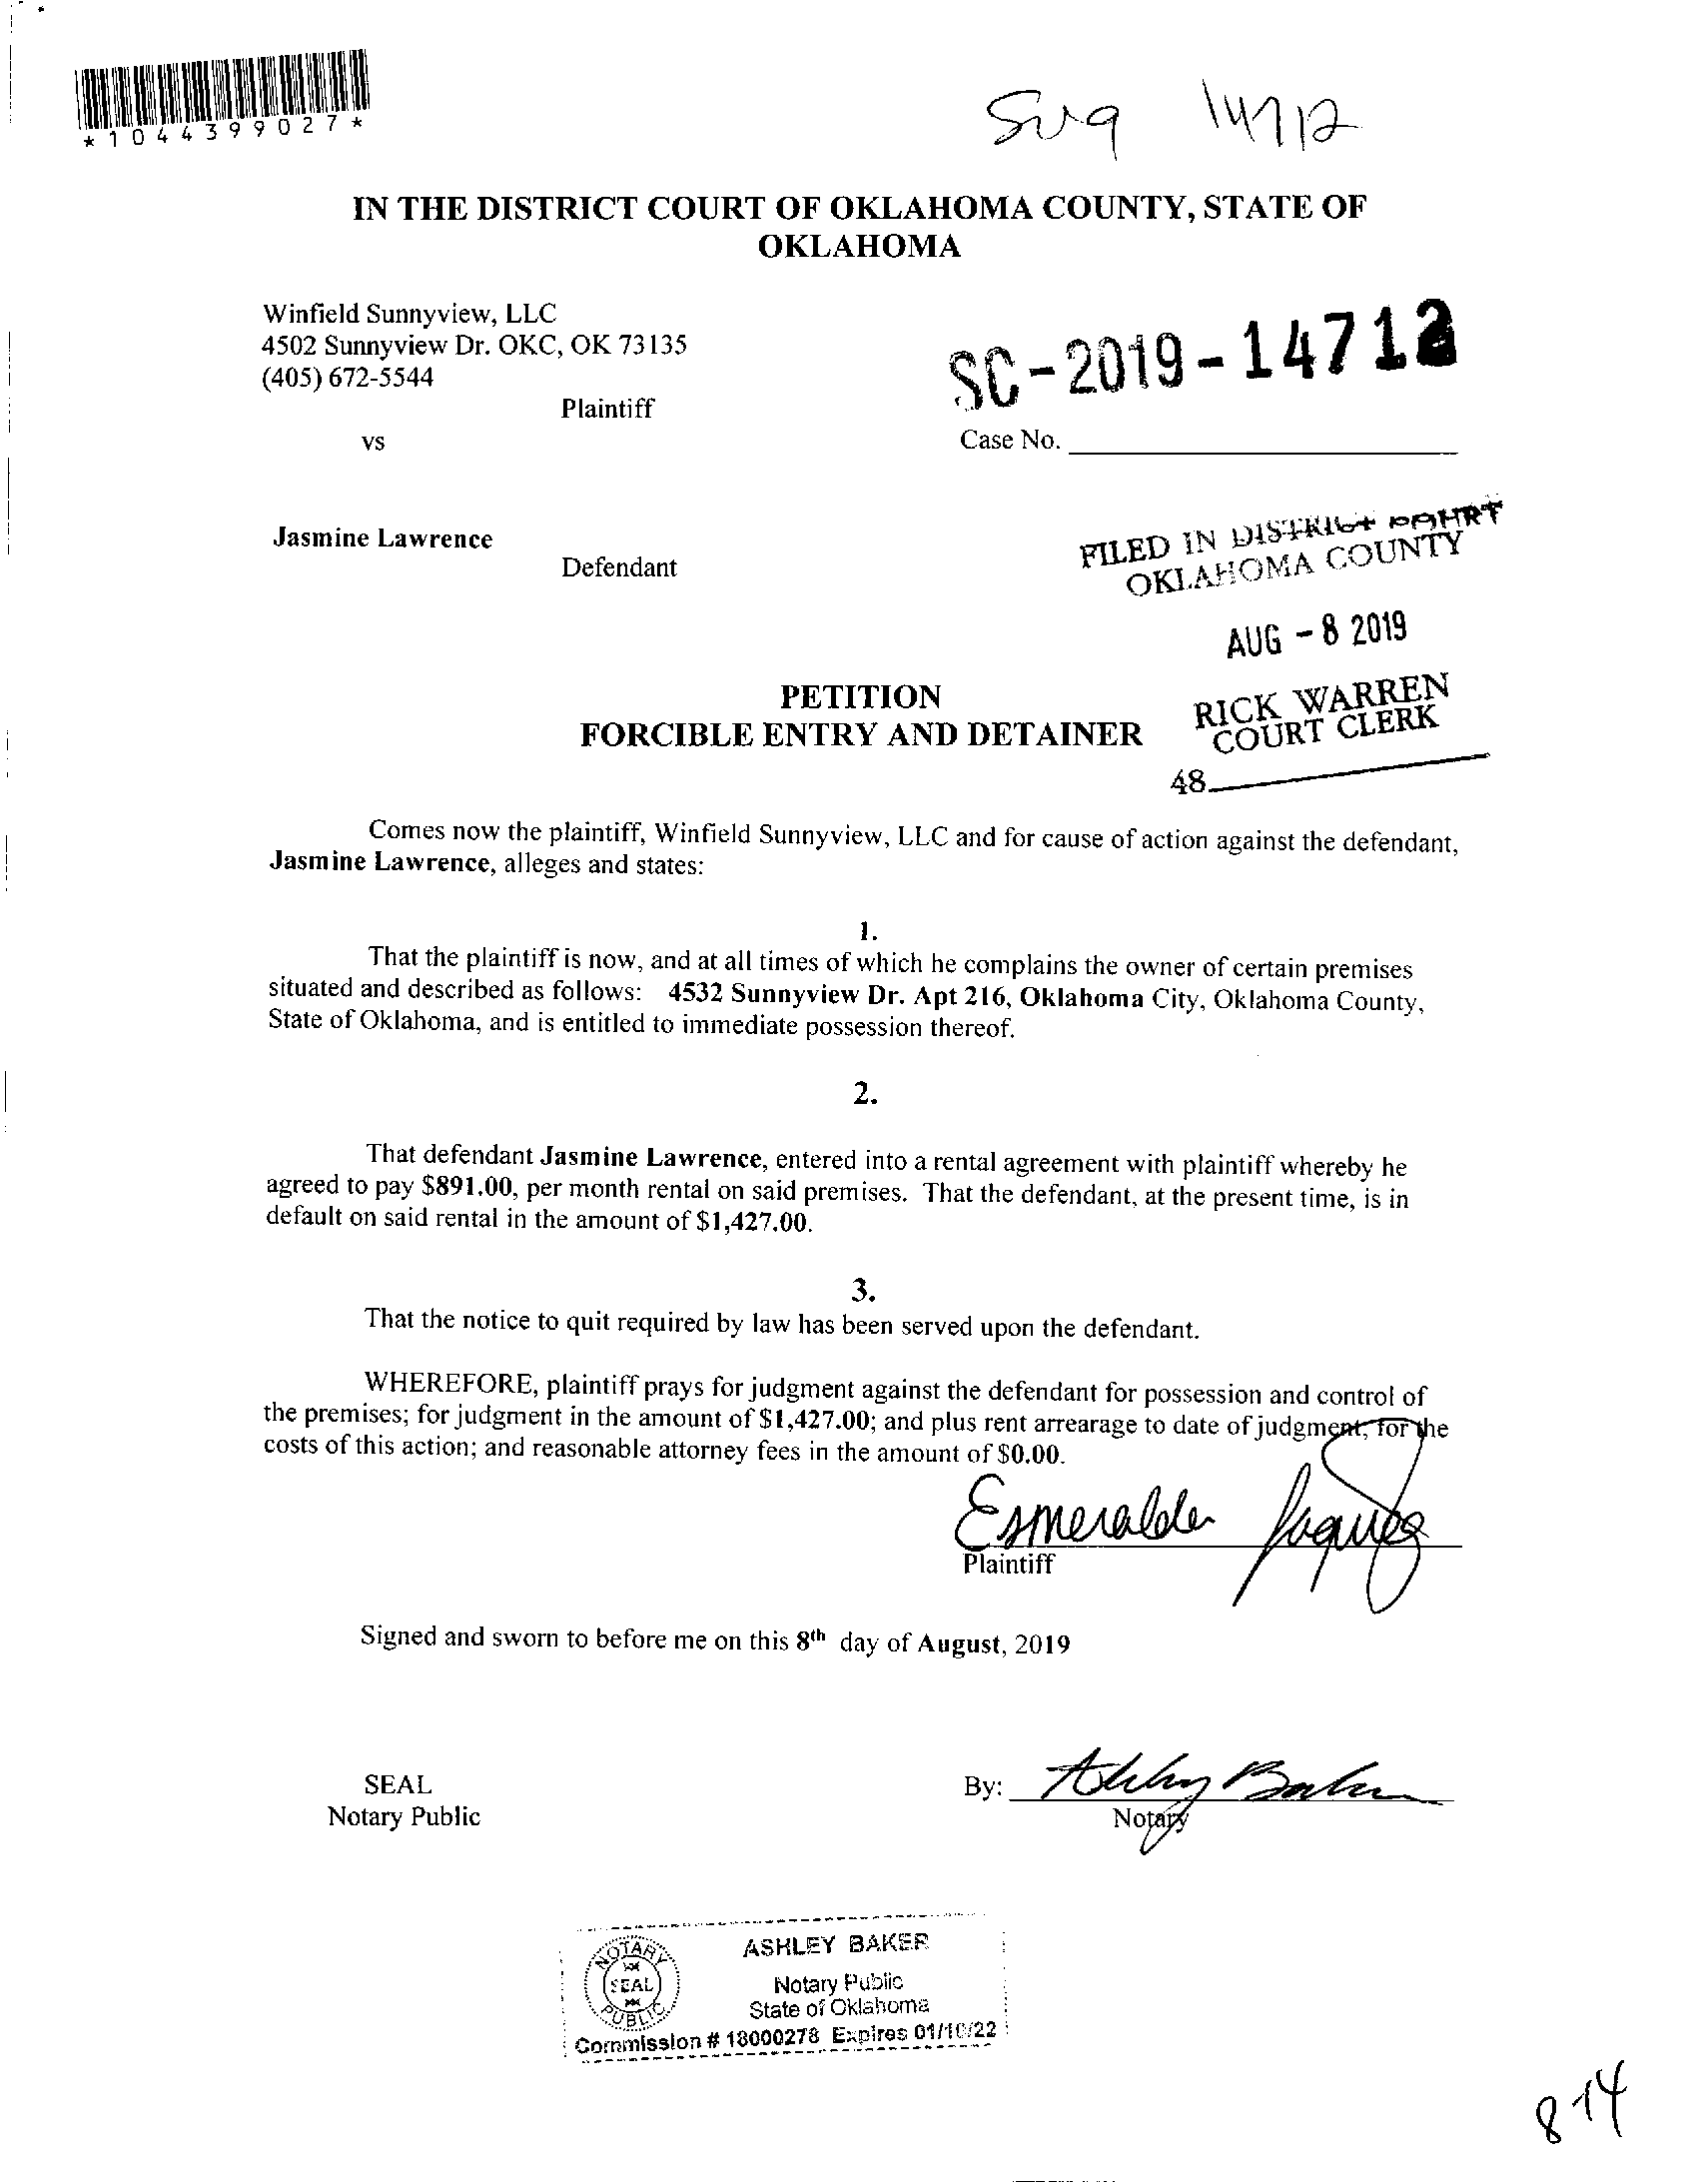 *1044399027*
14712
IN THE DISTRICT COURT OF OKLAHOMA COUNTY, STATE OF
OKLAHOMA
Winfield Sunnyview, LLC
4502 Sunnyview Dr. OKC, OK 73135
(405) 672-5544
Plaintiff
vs
SC-2019-14712
Case No.
Jasmine Lawrence
Defendant
FILED IN DISTRICT COURT
OKLAHOMA COUNTY
AUG - 8 2019
RICK WARREN
COURT CLERK
48
PETITION
FORCIBLE ENTRY AND DETAINER
Comes now the plaintiff, Winfield Sunnyview, LLC and for cause of action against the defendant,
Jasmine Lawrence, alleges and states:
1.
That the plaintiff is now, and at all times of which he complains the owner of certain premises
situated and described as follows: 4532 Sunnyview Dr. Apt 216, Oklahoma City, Oklahoma County,
State of Oklahoma, and is entitled to immediate possession thereof.
2.
That defendant Jasmine Lawrence, entered into a rental agreement with plaintiff whereby he
agreed to pay $891.00, per month rental on said premises. That the defendant, at the present time, is in
default on said rental in the amount of $1,427.00.
3.
That the notice to quit required by law has been served upon the defendant.
WHEREFORE, plaintiff prays for judgment against the defendant for possession and control of
the premises; for judgment in the amount of $1,427.00; and plus rent arrearage to date of judgment, for the
costs of this action; and reasonable attorney fees in the amount of $0.00.
Esmeralda
Plaintiff
Signed and sworn to before me on this 8th day of August, 2019
SEAL
Notary Public
By: Ashley Baker
Notary
NOTARY
SEAL
PUBLIC
ASHLEY BAKER
Notary Public
State of Oklahoma
Commission # 18000278 Expires 01/10/22
814